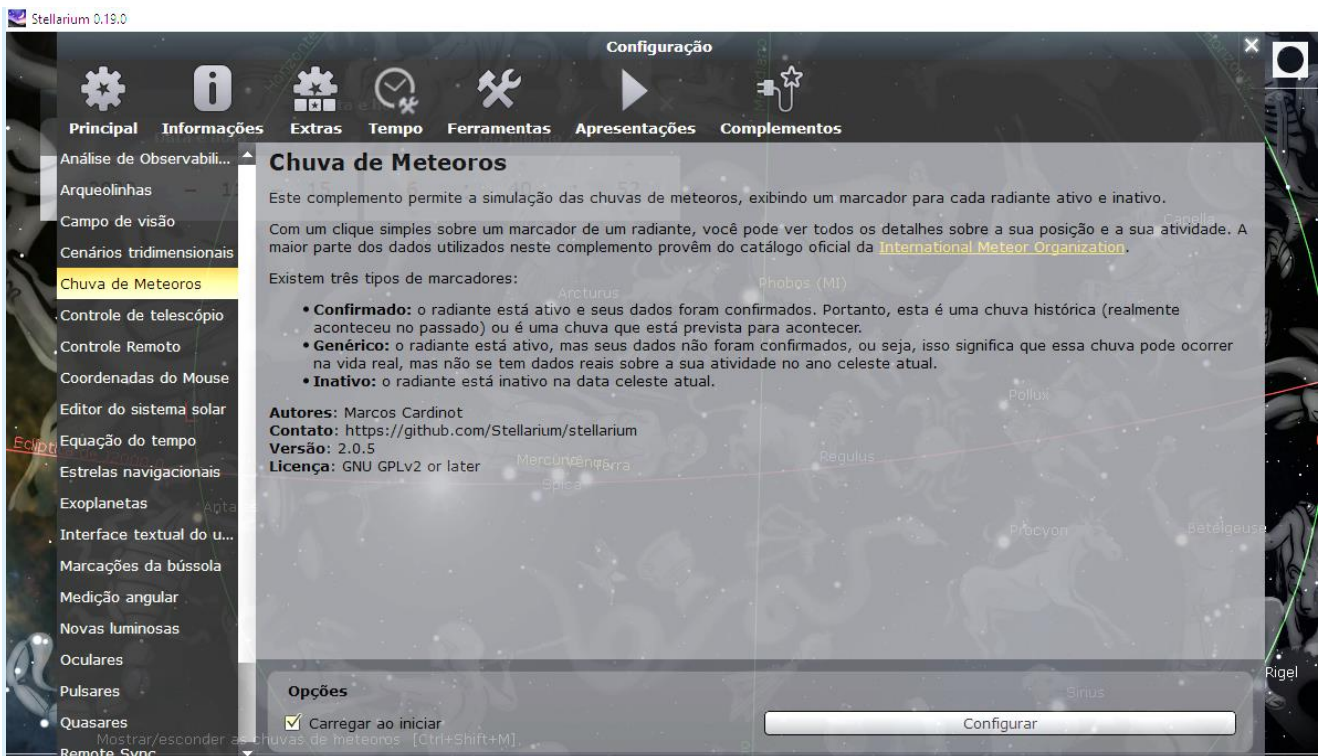 Stellarium 0.19.0
Configuração
Principal Informações Extras Tempo Ferramentas Apresentações Complementos
Análise de Observabili...
Arqueolinhas
Campo de visão
Cenários tridimensionais
Chuva de Meteoros
Controle de telescópio
Controle Remoto
Coordenadas do Mouse
Editor do sistema solar
Equação do tempo
Estrelas navigacionais
Exoplanetas
Interface textual do u...
Marcações da bússola
Medição angular
Novas luminosas
Oculares
Pulsares
Quasares
Remote Sync
Chuva de Meteoros
Este complemento permite a simulação das chuvas de meteoros, exibindo um marcador para cada radiante ativo e inativo.
Com um clique simples sobre um marcador de um radiante, você pode ver todos os detalhes sobre a sua posição e a sua atividade. A
maior parte dos dados utilizados neste complemento provêm do catálogo oficial da International Meteor Organization.
Existem três tipos de marcadores:
• Confirmado: o radiante está ativo e seus dados foram confirmados. Portanto, esta é uma chuva histórica (realmente
aconteceu no passado) ou é uma chuva que está prevista para acontecer.
• Genérico: o radiante está ativo, mas seus dados não foram confirmados, ou seja, isso significa que essa chuva pode ocorrer
na vida real, mas não se tem dados reais sobre a sua atividade no ano celeste atual.
• Inativo: o radiante está inativo na data celeste atual.
Autores: Marcos Cardinot
Contato: https://github.com/Stellarium/stellarium
Versão: 2.0.5
Licença: GNU GPLv2 or later
Opções
Carregar ao iniciar
Configurar
Mostrar/esconder as chuvas de meteoros [Ctrl+Shift+M]
Capella
Phobos (MI)
Arcturus
Pollux
Regulus
Spica
Procyon
Betelgeuse
Rigel
Sirius